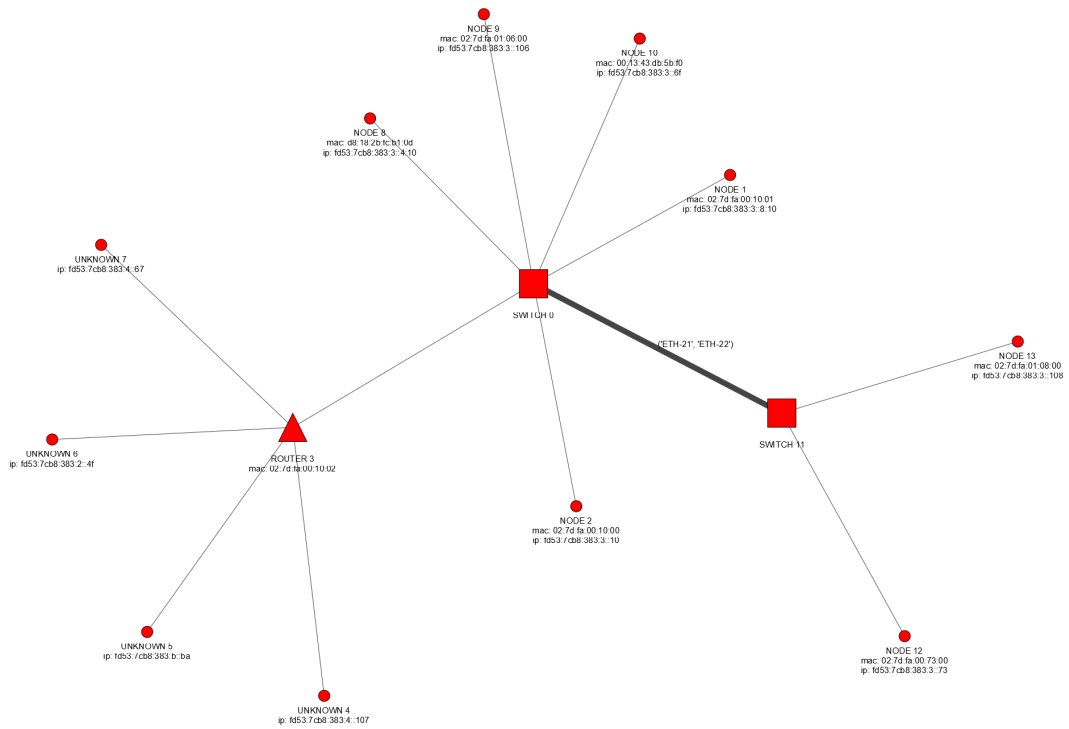 NODE 9
mac: 02:7d:fa:01:06:00
ip: fd53:7cb8:383:3::106
NODE 10
mac: 00:13:43:db:5b:f0
ip: fd53:7cb8:383:3::6f
NODE 8
mac: d8:18:2b:fc:b1:0d
ip: fd53:7cb8:383:3::4:10
NODE 1
mac: 02:7d:fa:00:10:01
ip: fd53:7cb8:383:3::8:10
UNKNOWN 7
ip: fd53:7cb8:383:4::67
SWITCH 0
('ETH-21', 'ETH-22')
NODE 13
mac: 02:7d:fa:01:08:00
ip: fd53:7cb8:383:3::108
SWITCH 11
UNKNOWN 6
ip: fd53:7cb8:383:2::4f
ROUTER 3
mac: 02:7d:fa:00:10:02
NODE 2
mac: 02:7d:fa:00:10:00
ip: fd53:7cb8:383:3::10
UNKNOWN 5
ip: fd53:7cb8:383:b::ba
NODE 12
mac: 02:7d:fa:00:73:00
ip: fd53:7cb8:383:3::73
UNKNOWN 4
ip: fd53:7cb8:383:4::107